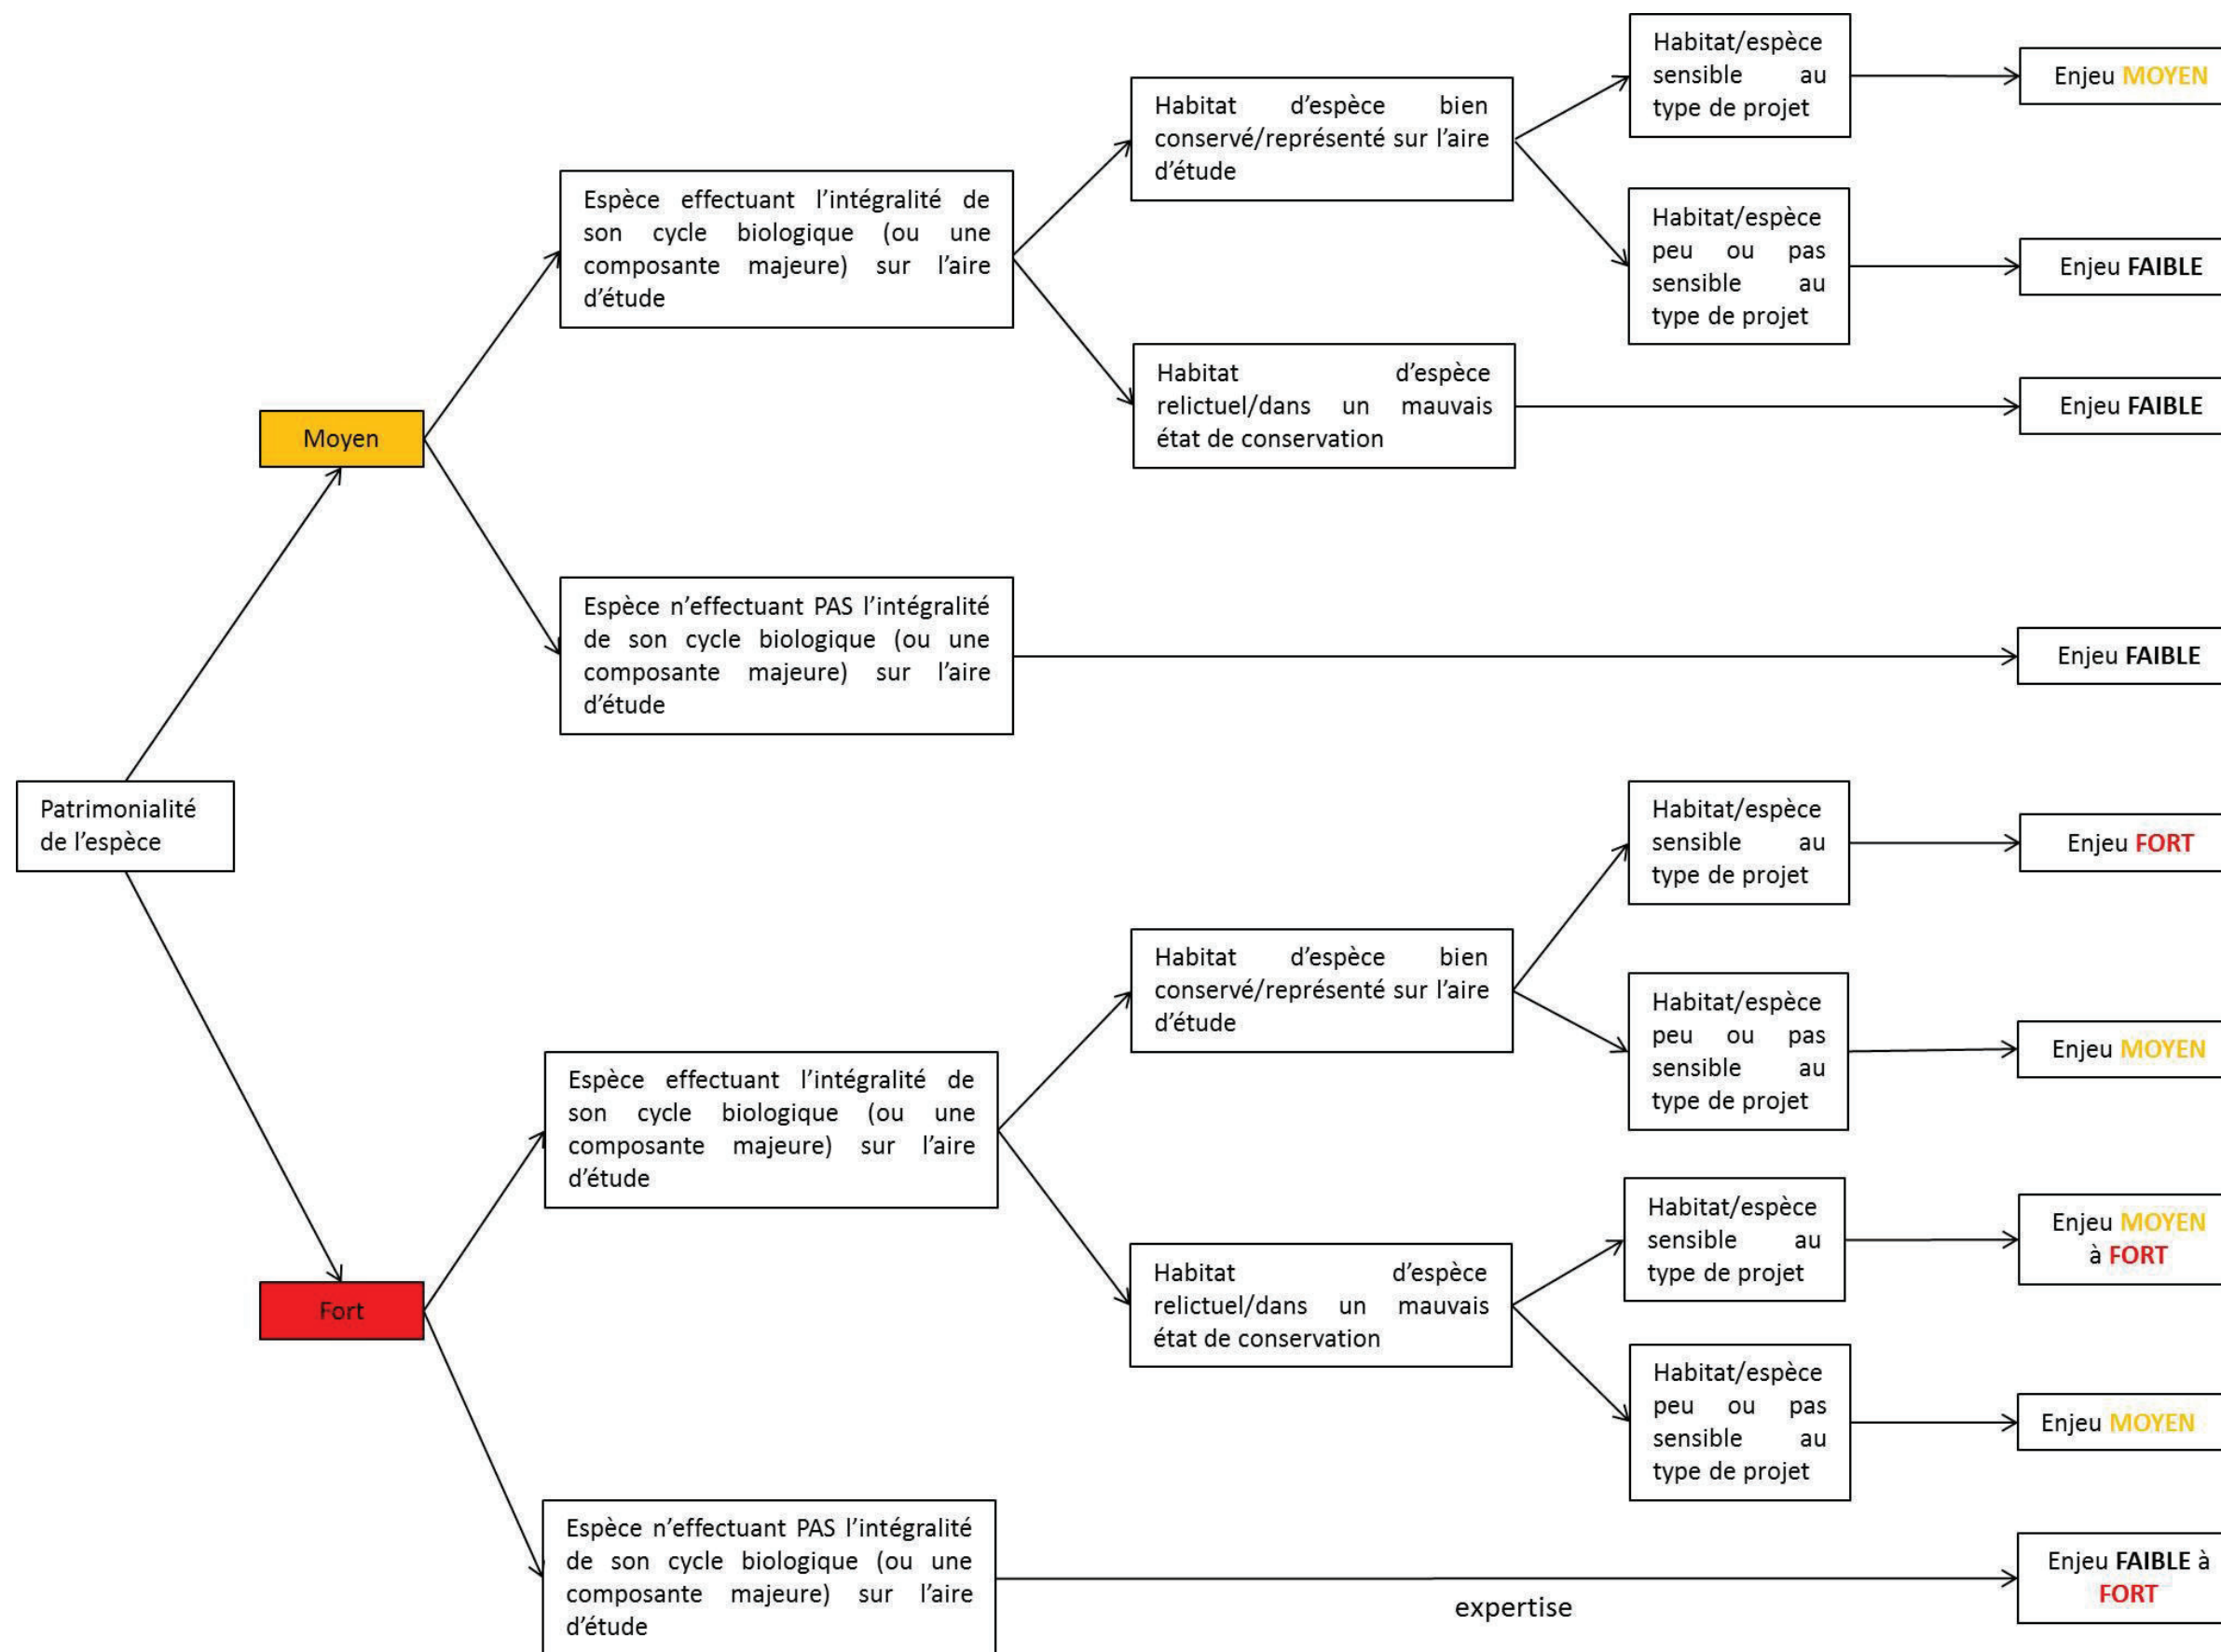 Habitat/espèce
sensible au
type de projet
Enjeu MOYEN
Habitat d’espèce bien
conservé/représenté sur l’aire
d’étude
Espèce effectuant l’intégralité de
son cycle biologique (ou une
composante majeure) sur l’aire
d’étude
Habitat/espèce
peu ou pas
sensible au
type de projet
Enjeu FAIBLE
Habitat d’espèce
relictuel/dans un mauvais
état de conservation
Enjeu FAIBLE
Moyen
Espèce n’effectuant PAS l’intégralité
de son cycle biologique (ou une
composante majeure) sur l’aire
d’étude
Enjeu FAIBLE
Patrimonialité
de l’espèce
Habitat/espèce
sensible au
type de projet
Enjeu FORT
Habitat d’espèce bien
conservé/représenté sur l’aire
d’étude
Habitat/espèce
peu ou pas
sensible au
type de projet
Enjeu MOYEN
Espèce effectuant l’intégralité de
son cycle biologique (ou une
composante majeure) sur l’aire
d’étude
Habitat/espèce
sensible au
type de projet
Enjeu MOYEN
à FORT
Habitat d’espèce
relictuel/dans un mauvais
état de conservation
Fort
Habitat/espèce
peu ou pas
sensible au
type de projet
Enjeu MOYEN
Espèce n’effectuant PAS l’intégralité
de son cycle biologique (ou une
composante majeure) sur l’aire
d’étude
expertise
Enjeu FAIBLE à
FORT